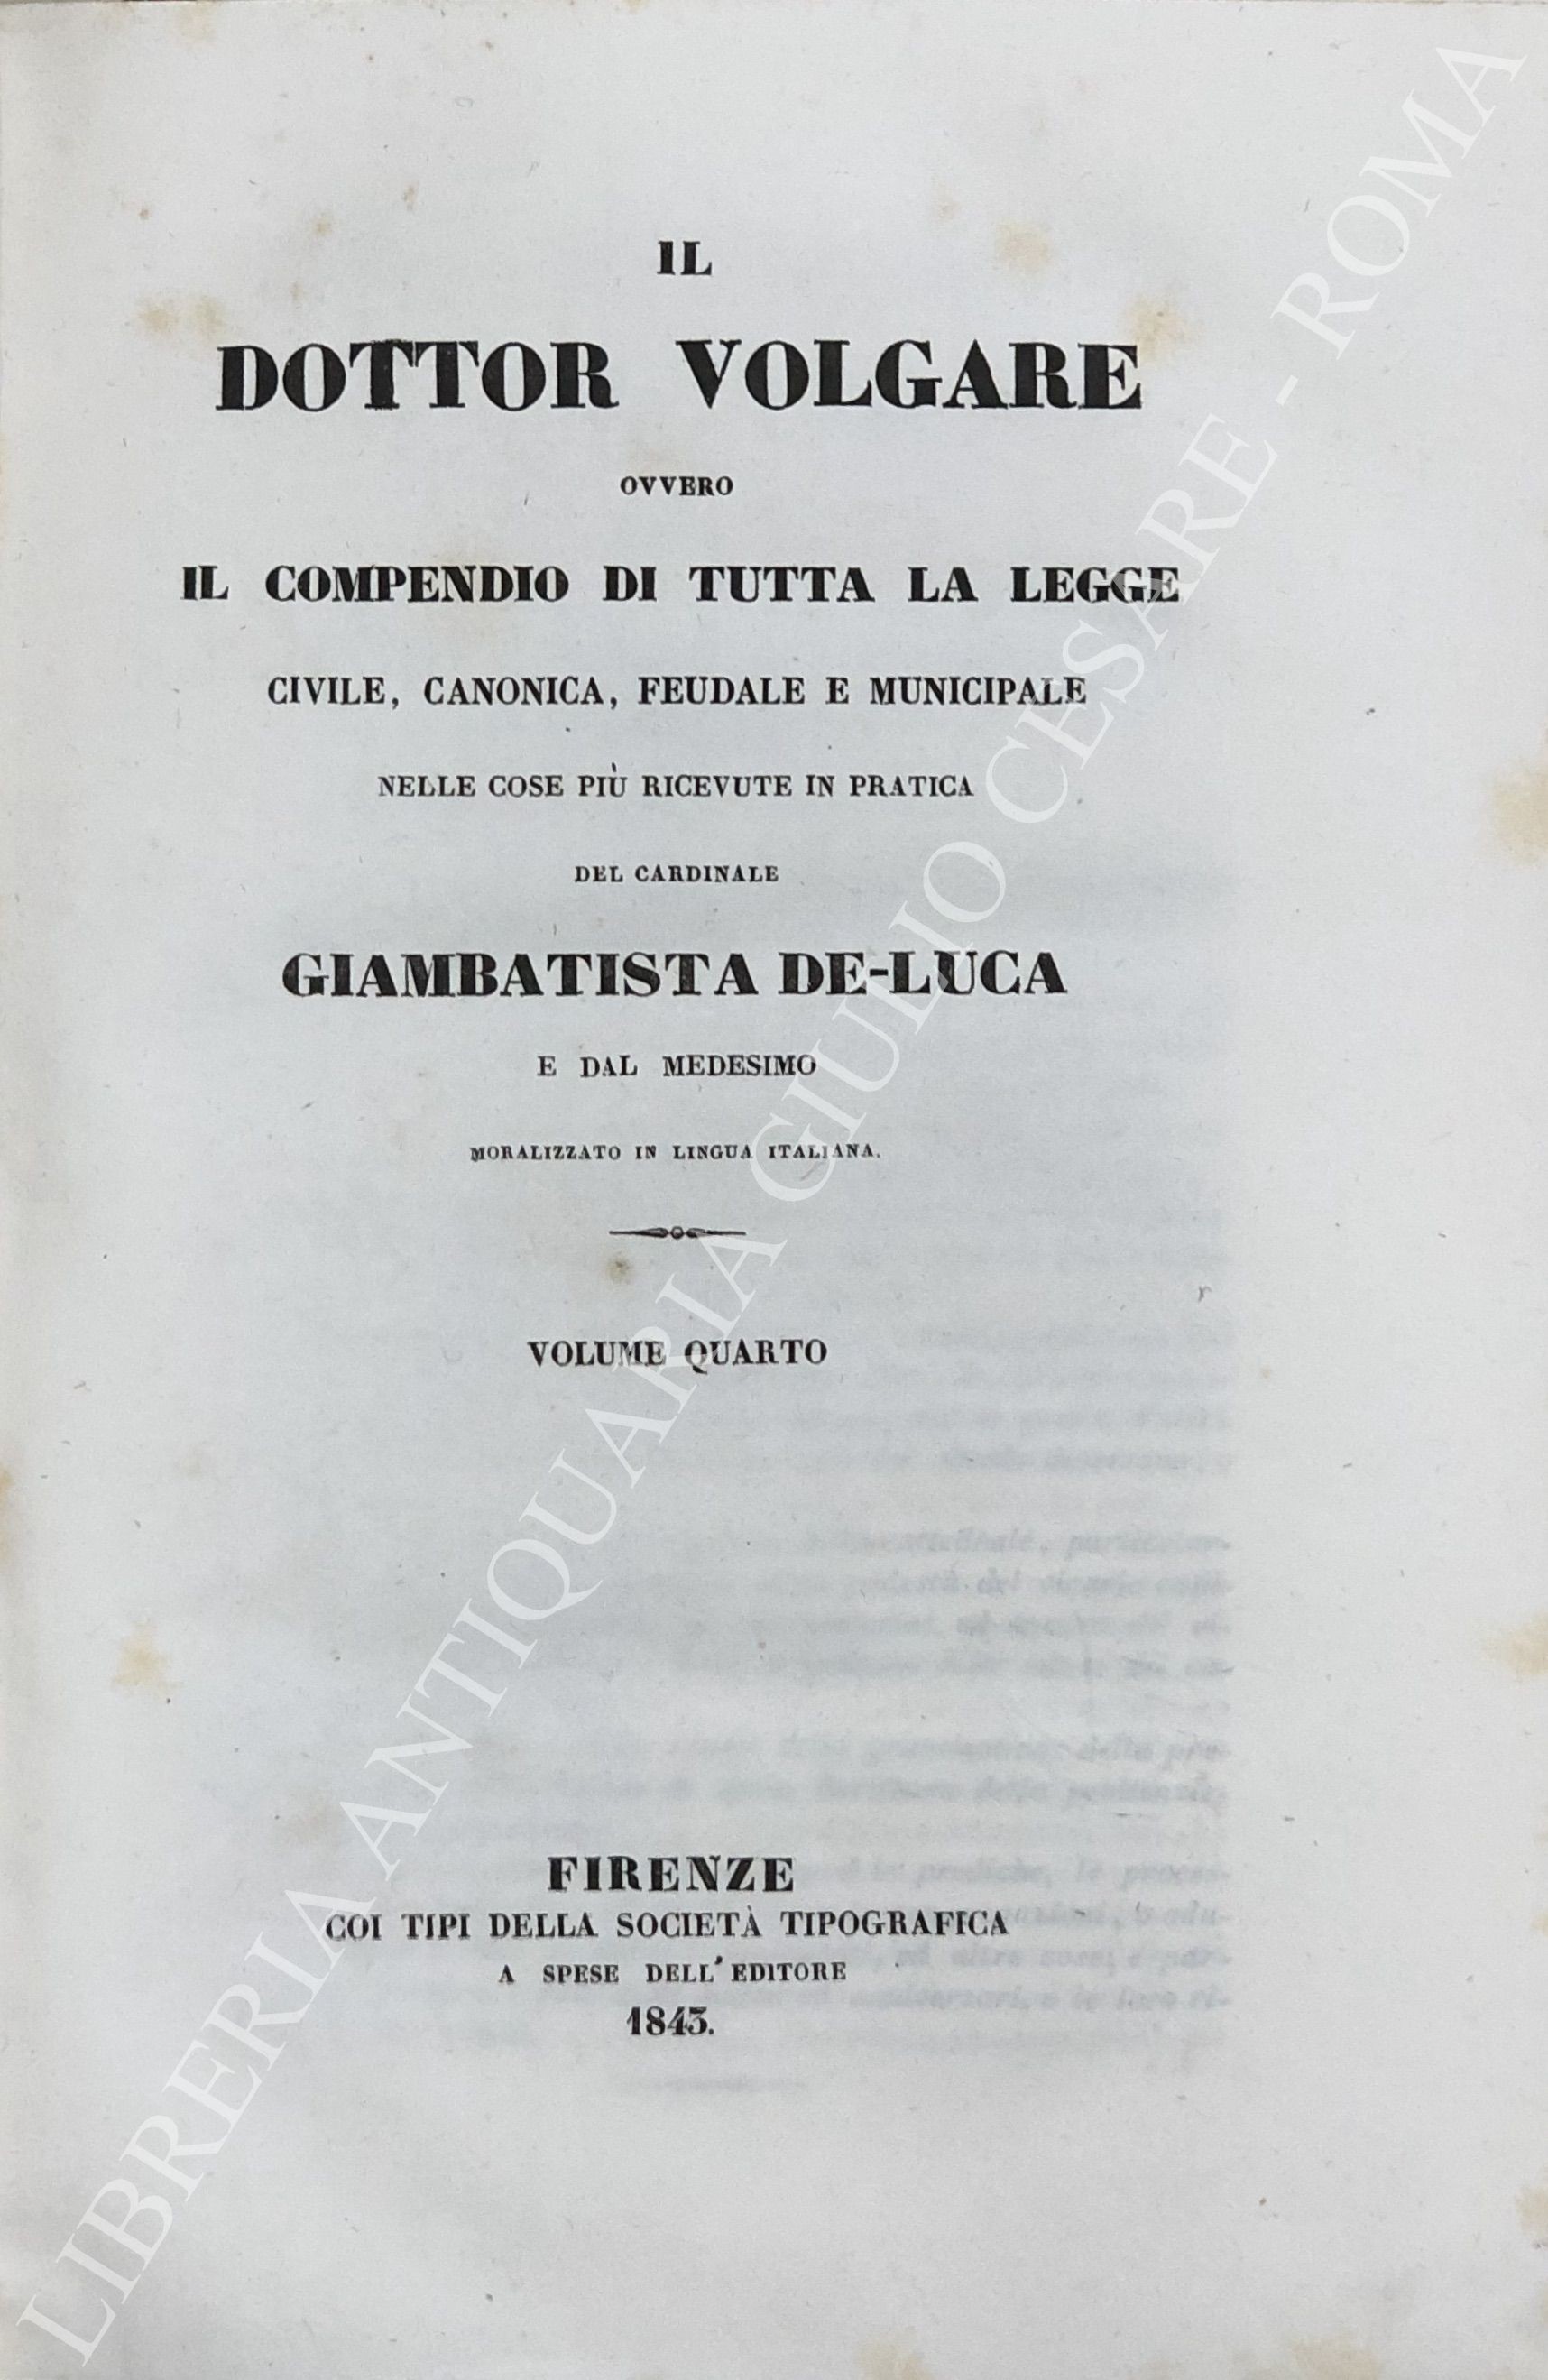 IL
DOTTOR VOLGARE
OVVERO
IL COMPENDIO DI TUTTA LA LEGGE
CIVILE, CANONICA, FEUDALE E MUNICIPALE
NELLE COSE PIÙ RICEVUTE IN PRATICA
DEL CARDINALE
GIAMBATISTA DE-LUCA
E DAL MEDESIMO
MORALIZZATO IN LINGUA ITALIANA.
VOLUME QUARTO
FIRENZE
COI TIPI DELLA SOCIETÀ TIPOGRAFICA
A SPESE DELL'EDITORE
1843.
LIBRERIA ANTIQUARIA GIULIO CESARE - ROMA